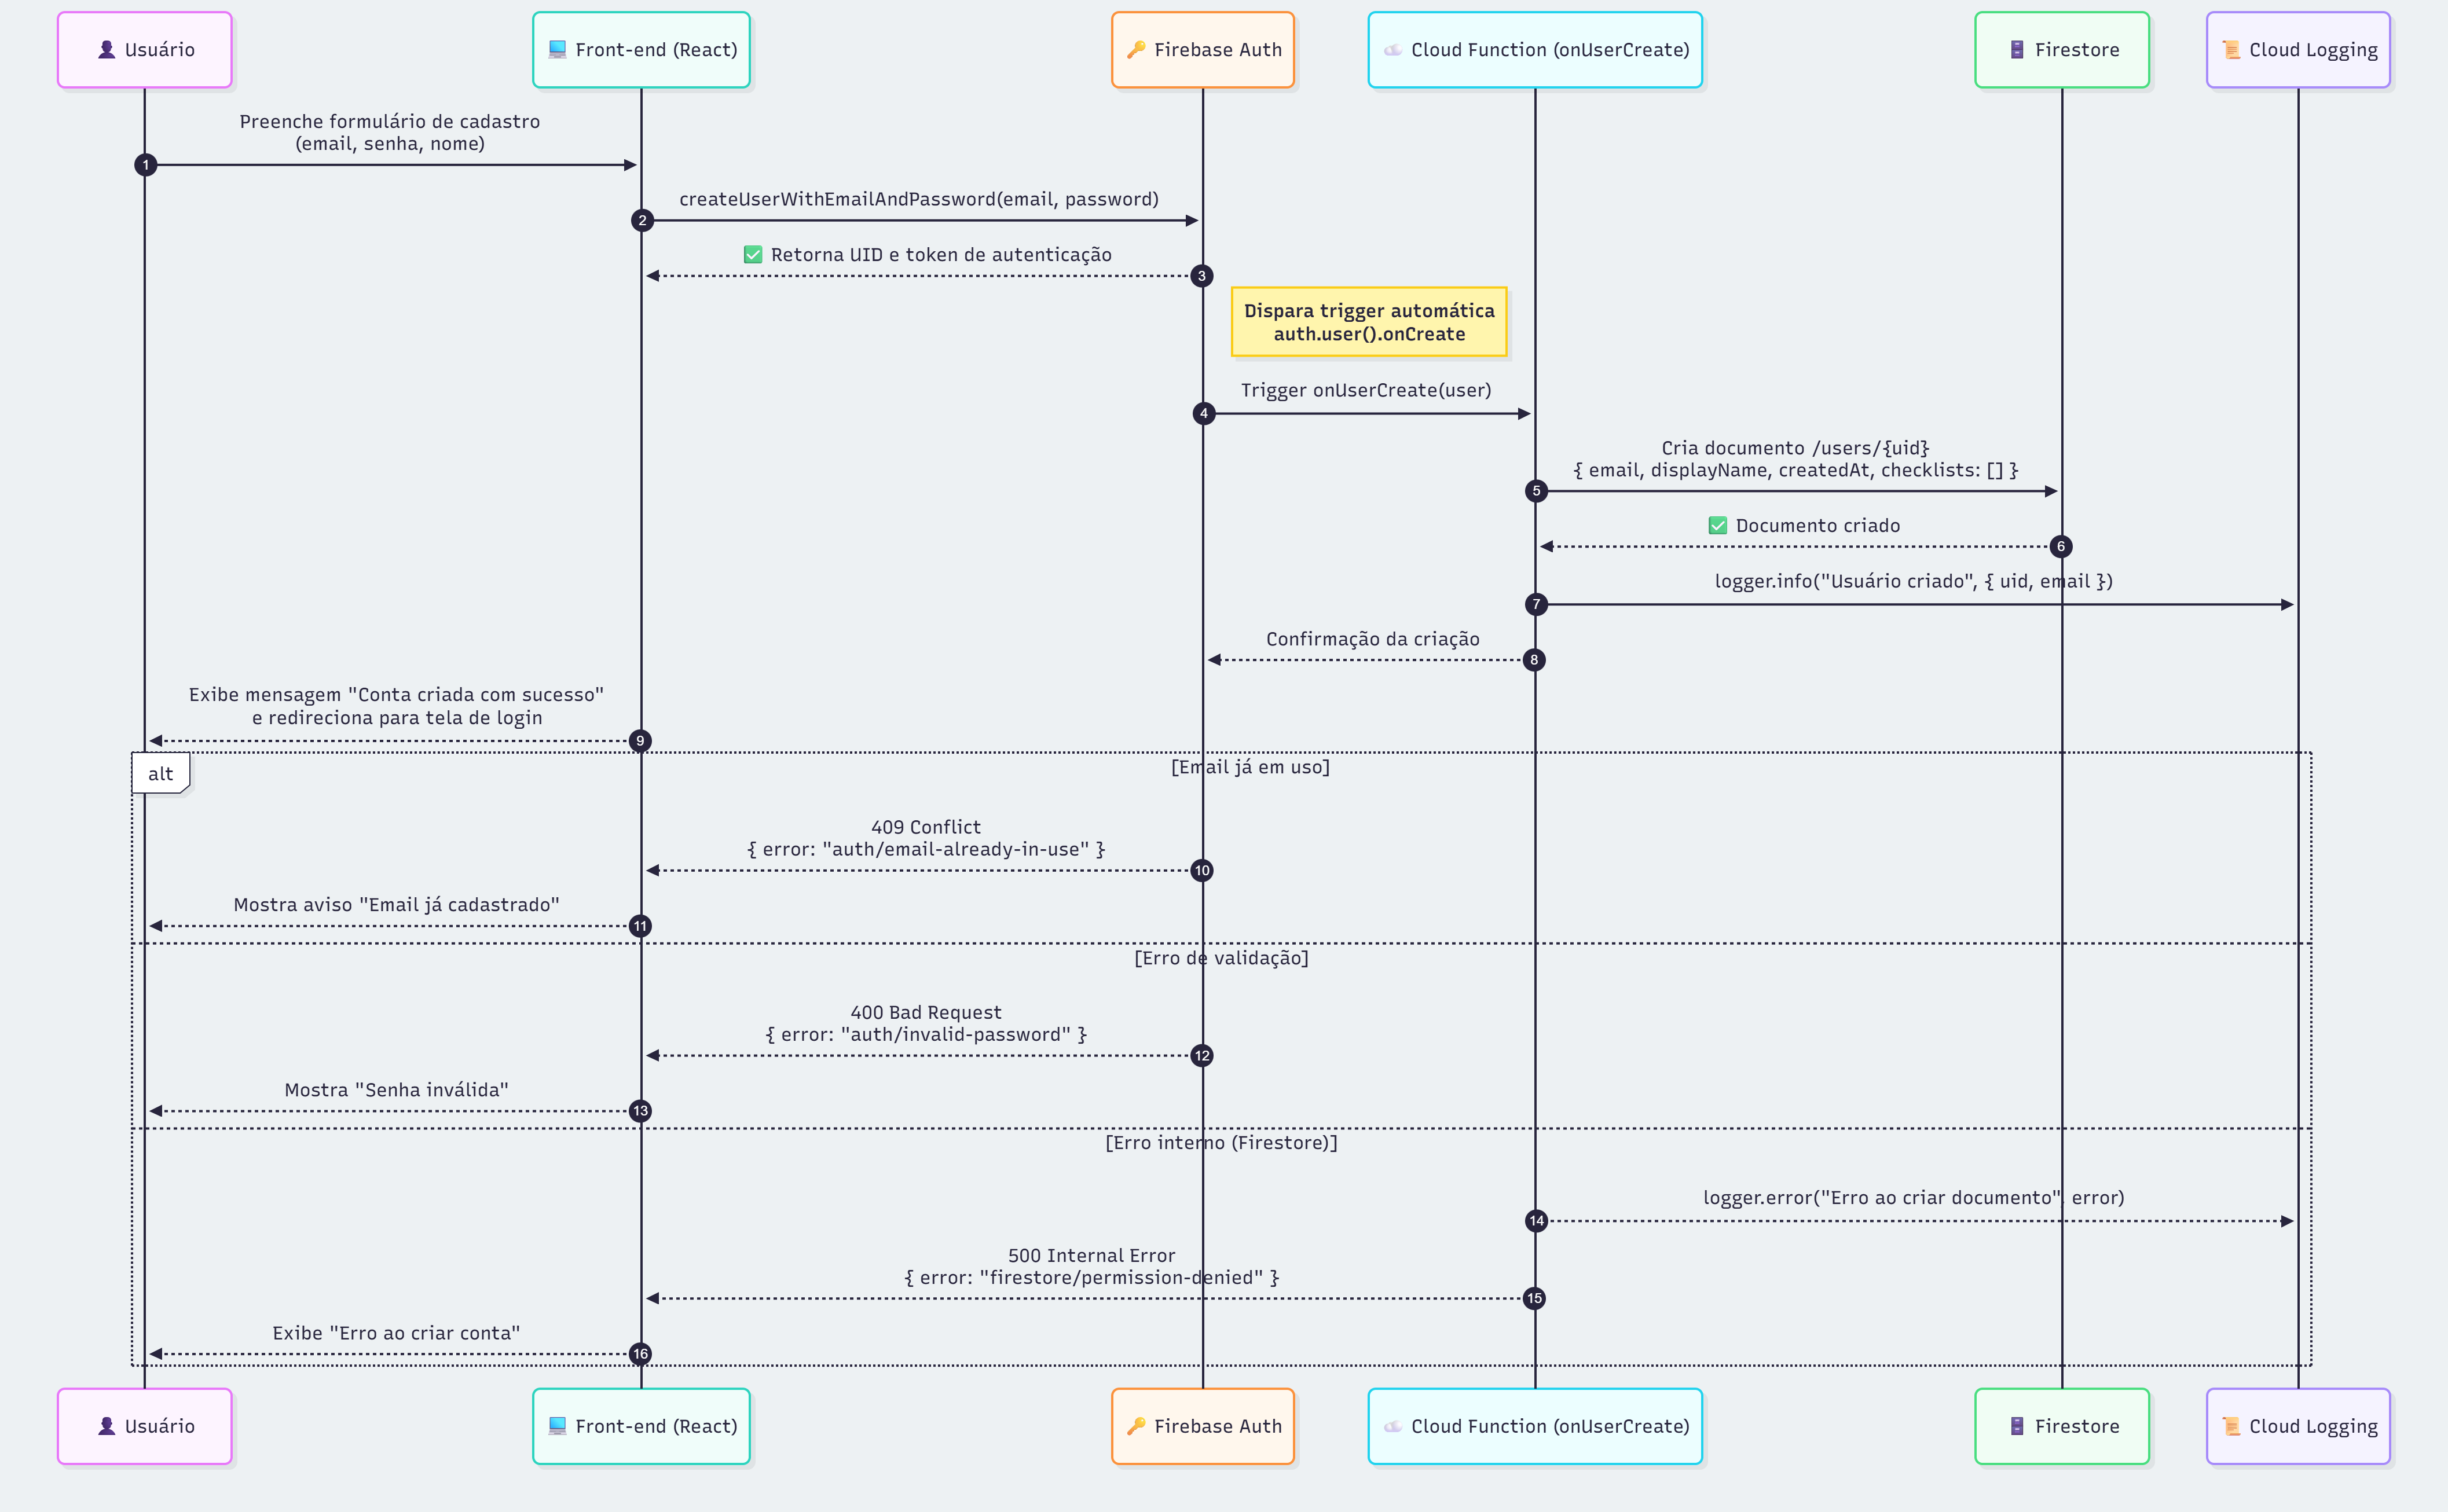 👤 Usuário
💻 Front-end (React)
🔑 Firebase Auth
☁️ Cloud Function (onUserCreate)
🗄️ Firestore
📜 Cloud Logging
Preenche formulário de cadastro
(email, senha, nome)
1
createUserWithEmailAndPassword(email, password)
2
✅ Retorna UID e token de autenticação
3
Dispara trigger automática
auth.user().onCreate
Trigger onUserCreate(user)
4
Cria documento /users/{uid}
{ email, displayName, createdAt, checklists: [] }
5
✅ Documento criado
6
logger.info("Usuário criado", { uid, email })
7
Confirmação da criação
8
Exibe mensagem "Conta criada com sucesso"
e redireciona para tela de login
9
alt
[Email já em uso]
409 Conflict
{ error: "auth/email-already-in-use" }
10
Mostra aviso "Email já cadastrado"
11
[Erro de validação]
400 Bad Request
{ error: "auth/invalid-password" }
12
Mostra "Senha inválida"
13
[Erro interno (Firestore)]
logger.error("Erro ao criar documento", error)
14
500 Internal Error
{ error: "firestore/permission-denied" }
15
Exibe "Erro ao criar conta"
16
👤 Usuário
💻 Front-end (React)
🔑 Firebase Auth
☁️ Cloud Function (onUserCreate)
🗄️ Firestore
📜 Cloud Logging